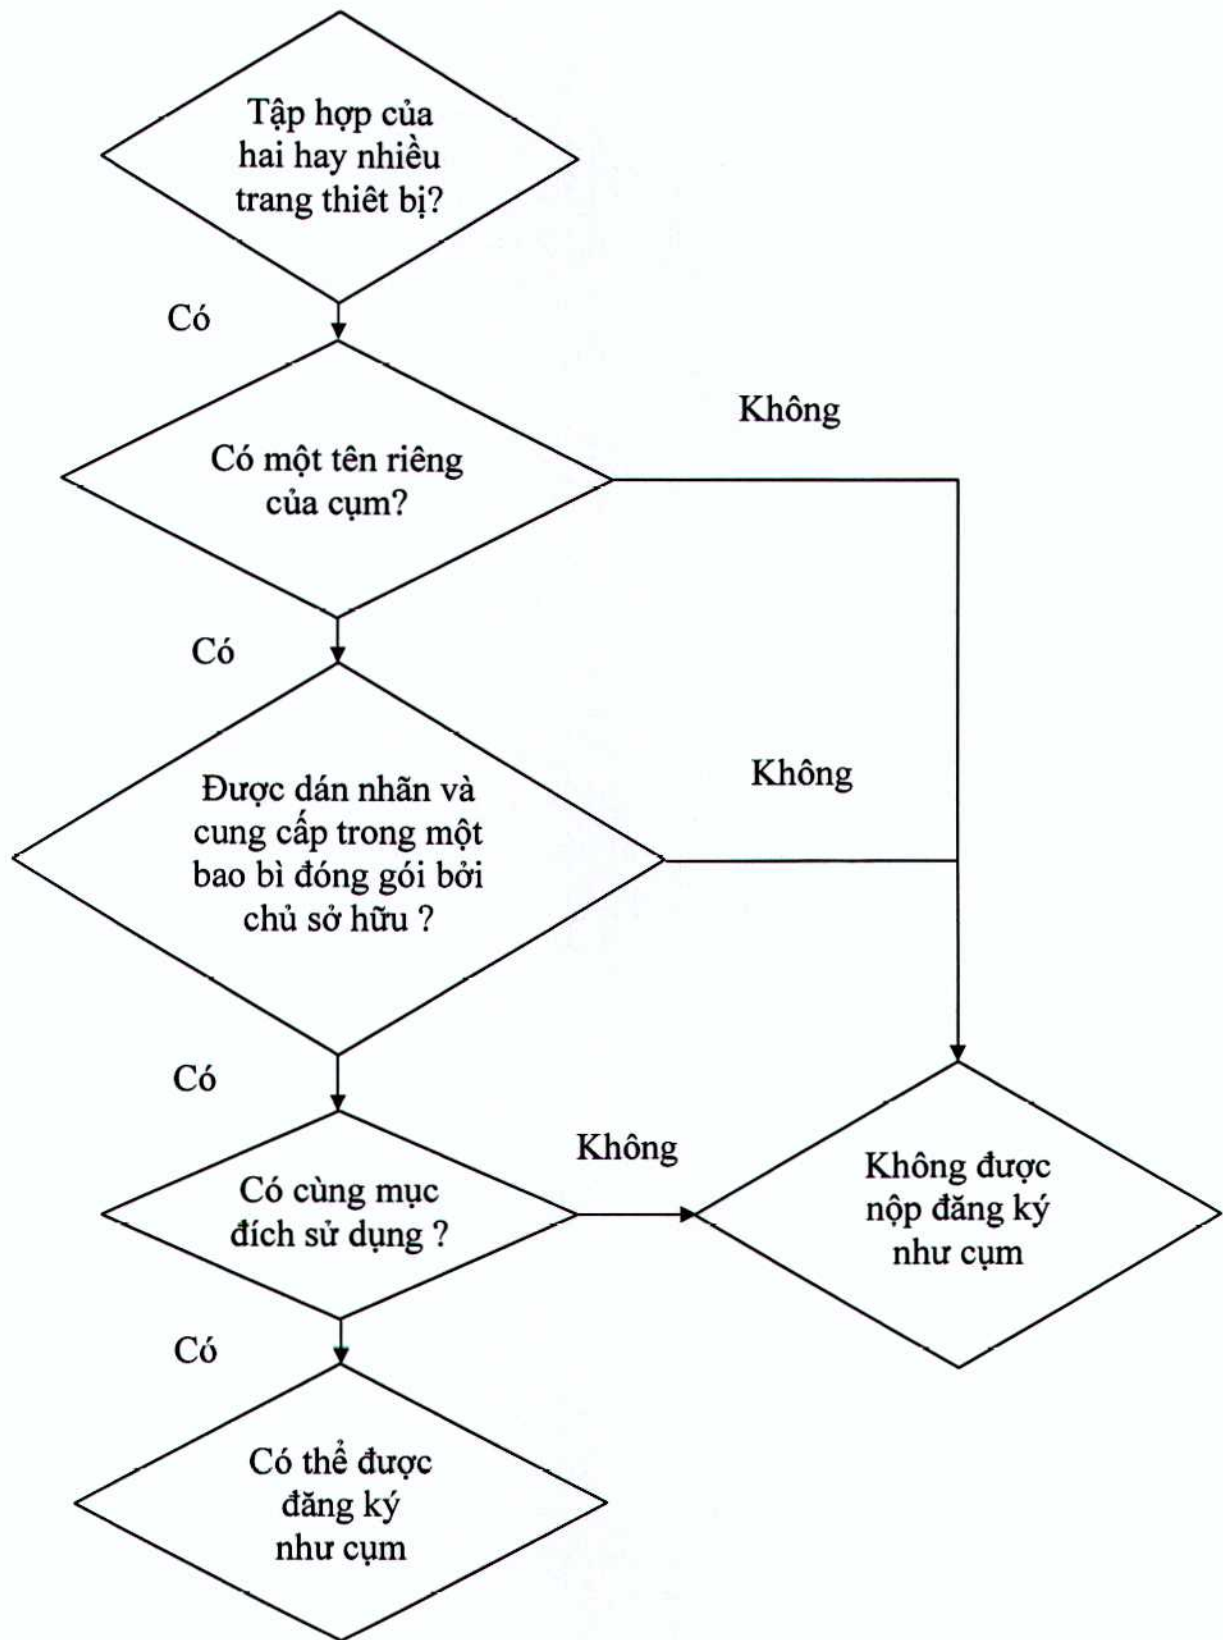 Tập hợp của
hai hay nhiều
trang thiêt bị?
Có
Không
Có một tên riêng
của cụm?
Có
Không
Được dán nhãn và
cung cấp trong một
bao bì đóng gói bởi
chủ sở hữu ?
Có
Không
Có cùng mục
đích sử dụng ?
Không được
nộp đăng ký
như cụm
Có
Có thể được
đăng ký
như cụm